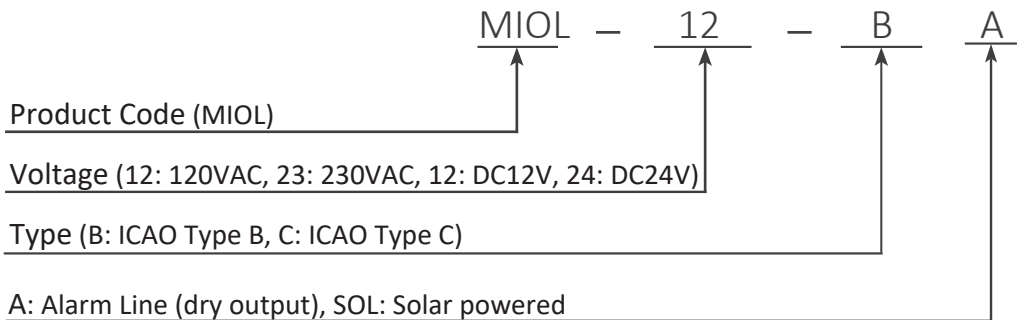 MIOL – 12 – B A
Product Code (MIOL)
Voltage (12: 120VAC, 23: 230VAC, 12: DC12V, 24: DC24V)
Type (B: ICAO Type B, C: ICAO Type C)
A: Alarm Line (dry output), SOL: Solar powered